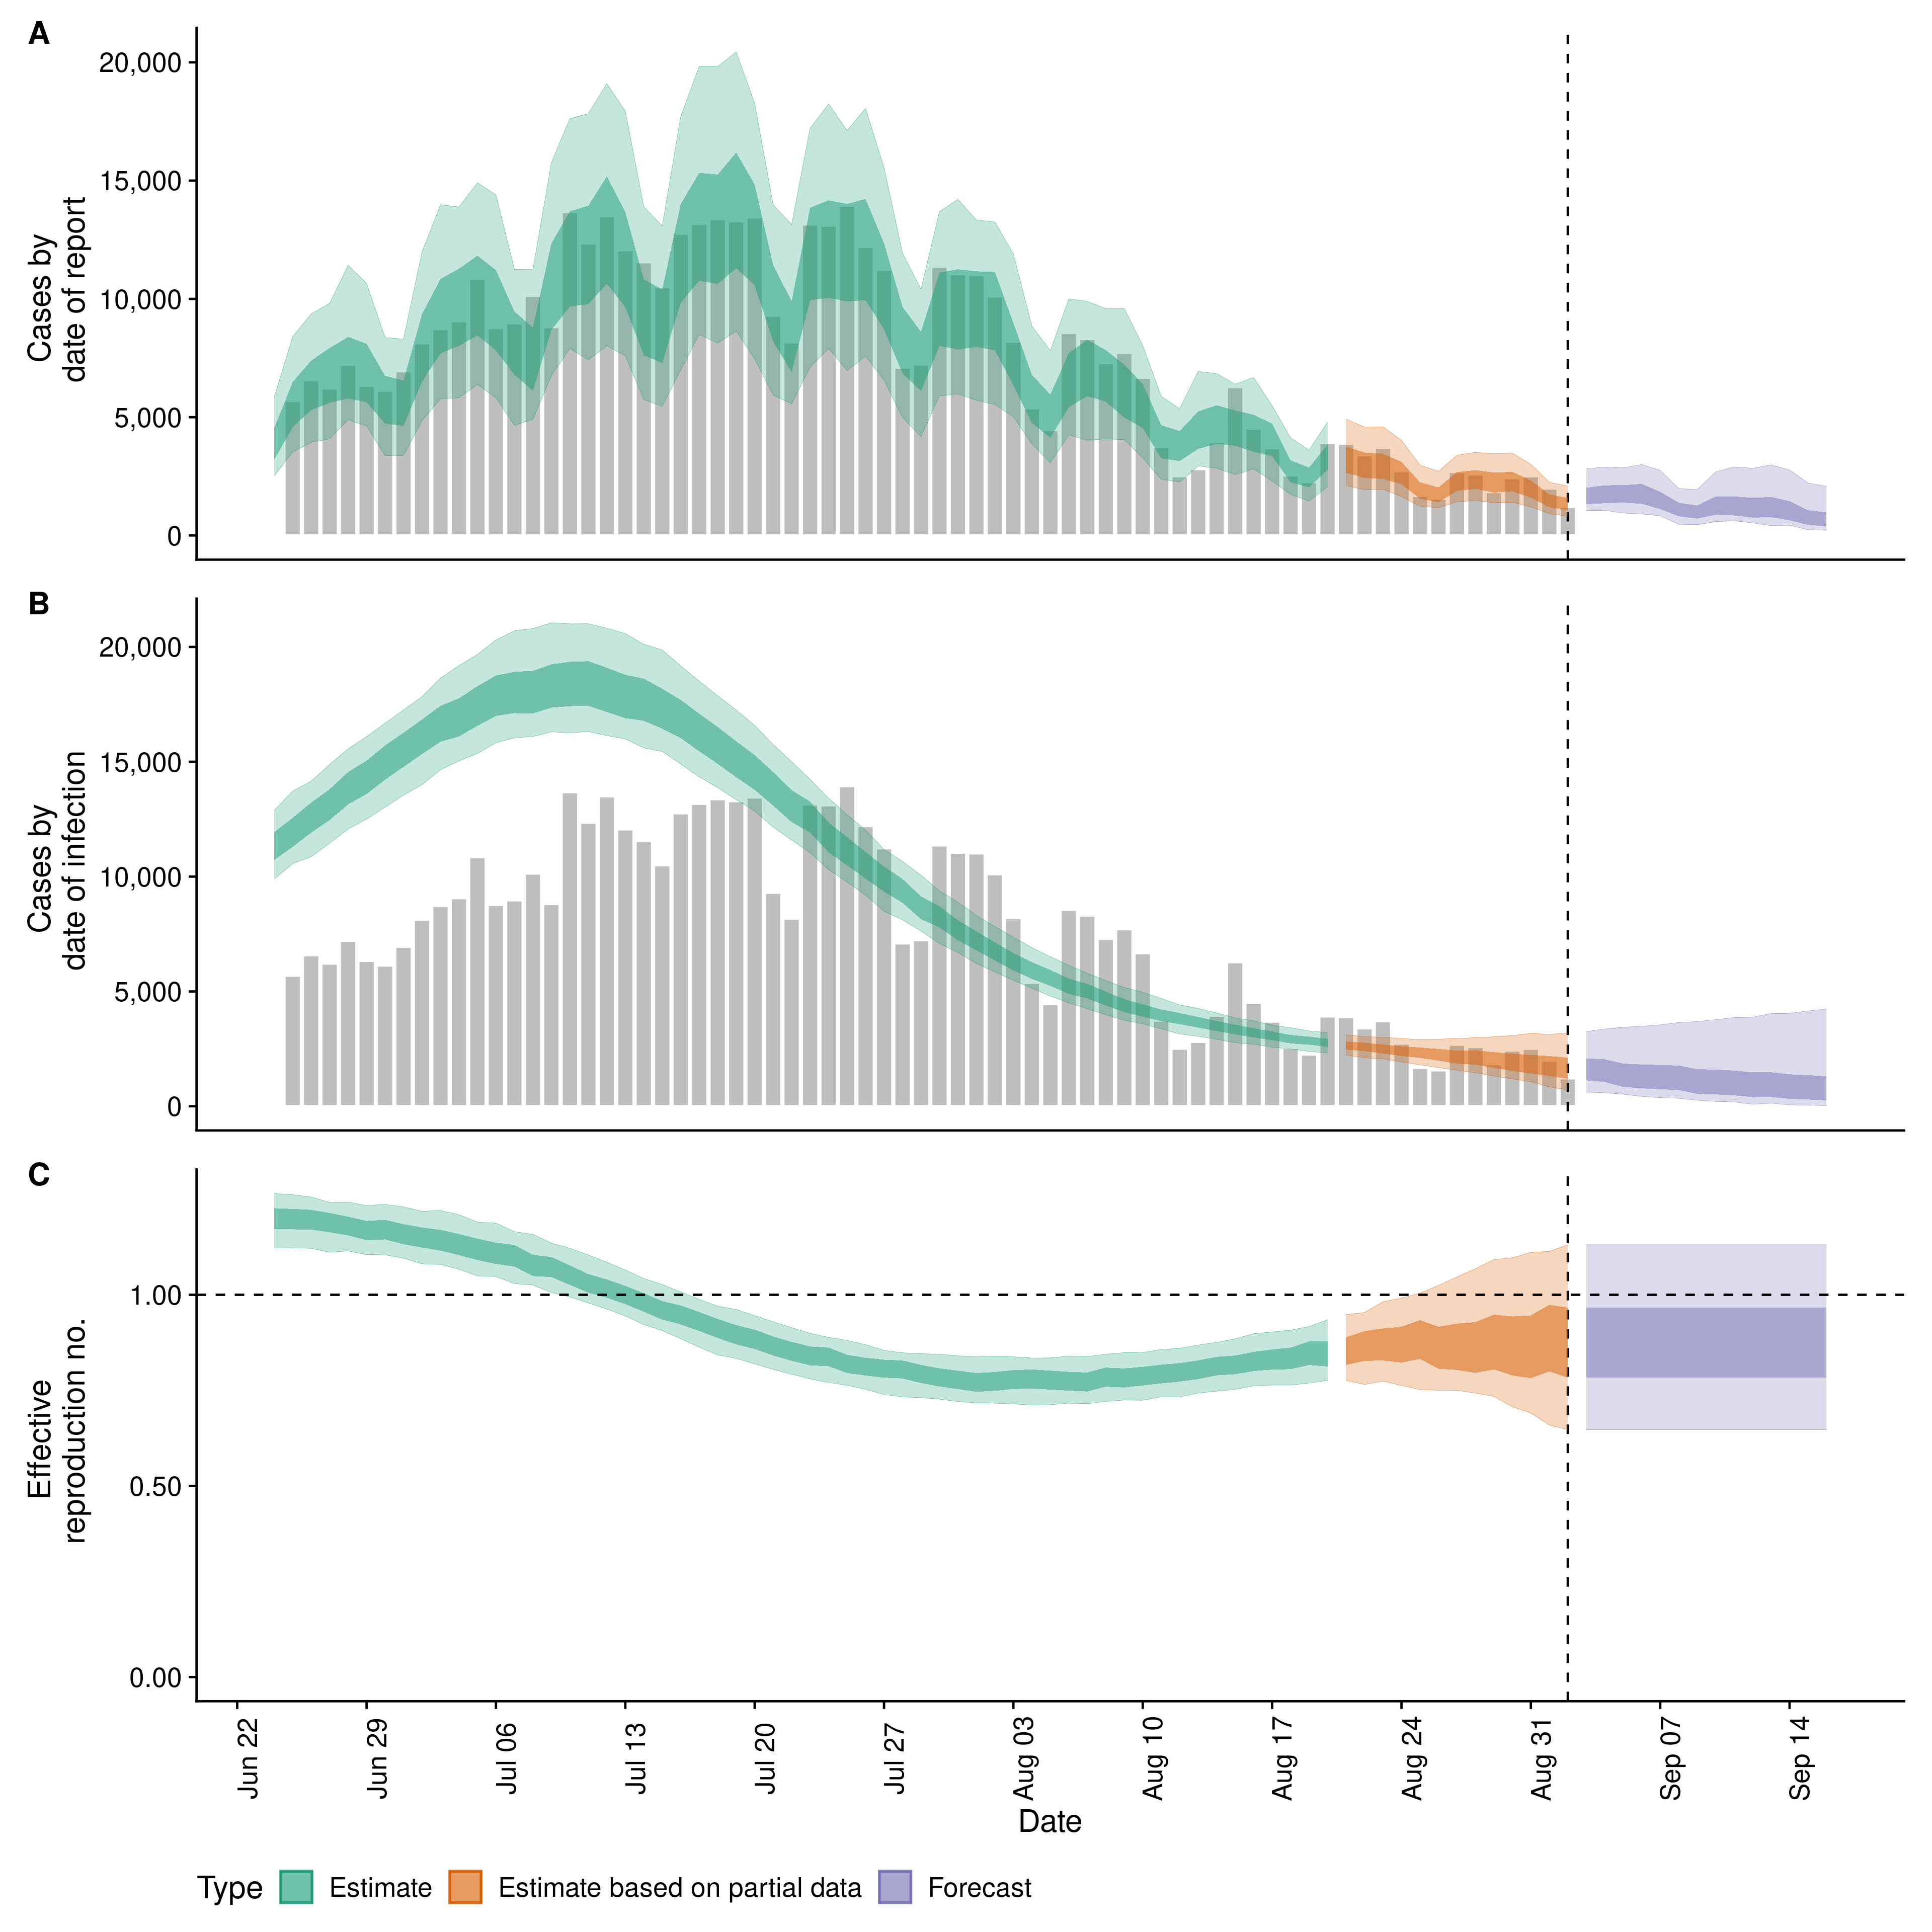 A
Cases by
date of report
20,000
15,000
10,000
5,000
0
B
Cases by
date of infection
20,000
15,000
10,000
5,000
0
C
Effective
reproduction no.
1.00
0.50
0.00
Jun 22
Jun 29
Jul 06
Jul 13
Jul 20
Jul 27
Aug 03
Aug 10
Aug 17
Aug 24
Aug 31
Sep 07
Sep 14
Date
Type Estimate Estimate based on partial data Forecast